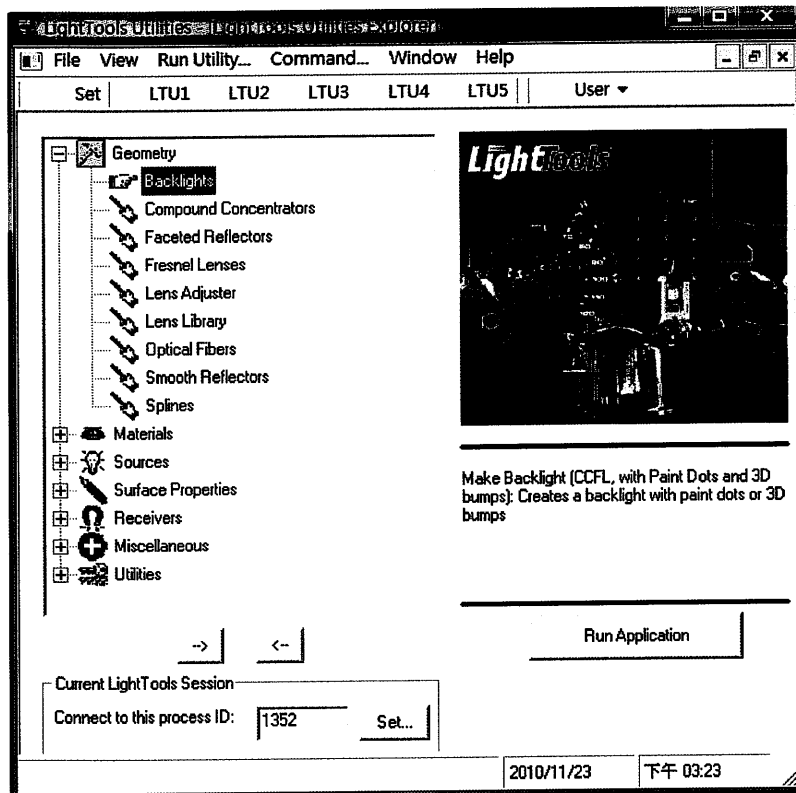 LightTools Utilities - [LightTools Utilities Explorer]
File View Run Utility... Command... Window Help
Set LTU1 LTU2 LTU3 LTU4 LTU5 User
Geometry
Backlights
Compound Concentrators
Faceted Reflectors
Fresnel Lenses
Lens Adjuster
Lens Library
Optical Fibers
Smooth Reflectors
Splines
Materials
Sources
Surface Properties
Receivers
Miscellaneous
Utilities
--> <--
Current LightTools Session
Connect to this process ID: 1352 Set...
LightTools
Make Backlight (CCFL, with Paint Dots and 3D
bumps): Creates a backlight with paint dots or 3D
bumps
Run Application
2010/11/23 下午 03:23